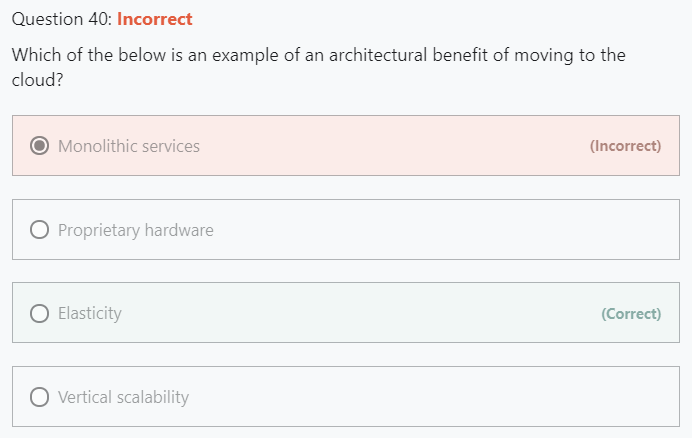 Question 40: Incorrect
Which of the below is an example of an architectural benefit of moving to the
cloud?
Monolithic services (Incorrect)
Proprietary hardware
Elasticity (Correct)
Vertical scalability